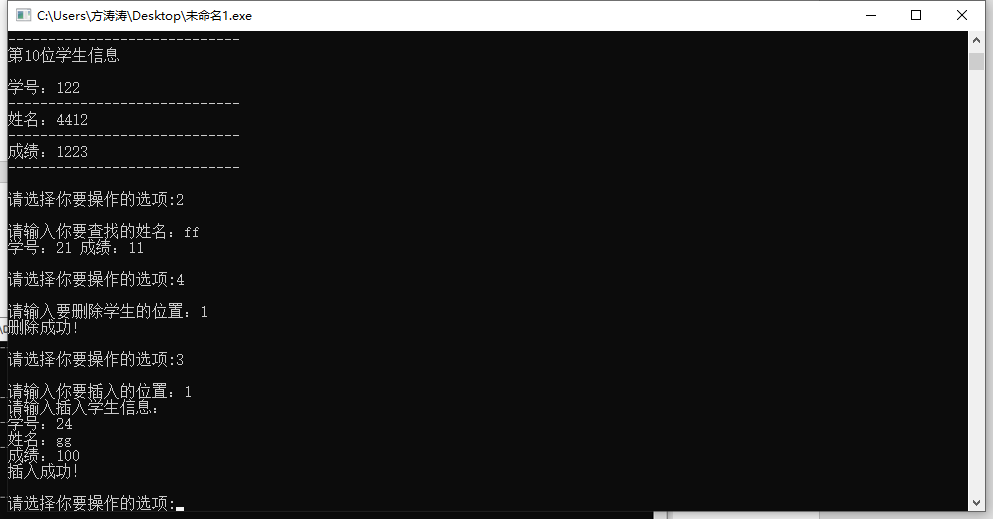 C:\Users\方涛涛\Desktop\未命名1.exe
-----------------------------
第10位学生信息
学号：122
-----------------------------
姓名：4412
-----------------------------
成绩：1223
-----------------------------
请选择你要操作的选项:2
请输入你要查找的姓名：ff
学号：21 成绩：11
请选择你要操作的选项:4
请输入要删除学生的位置：1
删除成功!
请选择你要操作的选项:3
请输入你要插入的位置：1
请输入插入学生信息：
学号：24
姓名：gg
成绩：100
插入成功!
请选择你要操作的选项: